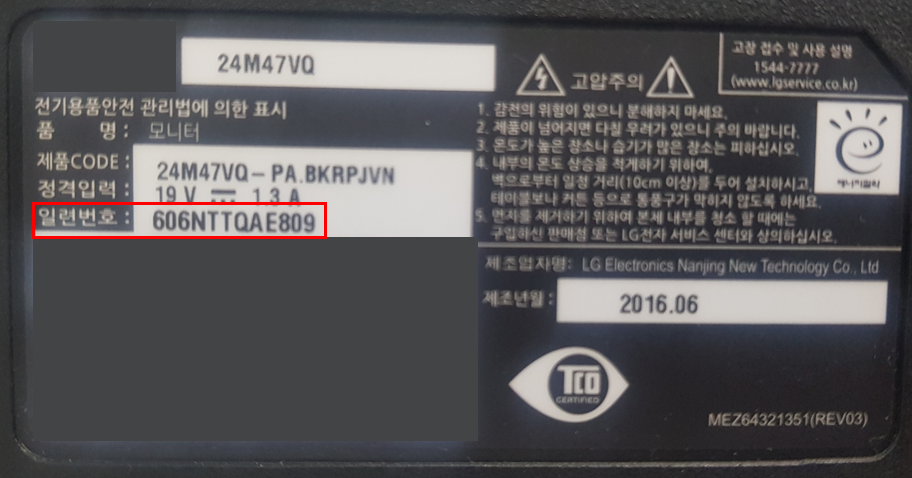 24M47VQ
전기용품안전 관리법에 의한 표시
품 명 : 모니터
제품CODE : 24M47VQ-PA.BKRPJVN
정격입력 : 19 V ⎓ 1.3 A
일련번호 : 606NTTQAE809
고압주의
고장 접수 및 사용 설명
1544-7777
(www.lgservice.co.kr)
1. 감전의 위험이 있으니 분해하지 마세요.
2. 제품이 넘어지면 다칠 우려가 있으니 주의 바랍니다.
3. 온도가 높은 장소나 습기가 많은 장소는 피하십시오.
4. 내부의 온도 상승을 적게하기 위하여,
벽으로부터 일정 거리(10cm 이상)를 두어 설치하시고,
테이블보나 커튼 등으로 통풍구가 막히지 않도록 하세요.
5. 먼지를 제거하기 위하여 본체 내부를 청소 할 때에는
구입하신 판매점 또는 LG전자 서비스 센터와 상의하십시오.
에너지절약
제조업자명: LG Electronics Nanjing New Technology Co., Ltd
제조년월 : 2016.06
TCO
CERTIFIED
MEZ64321351(REV03)